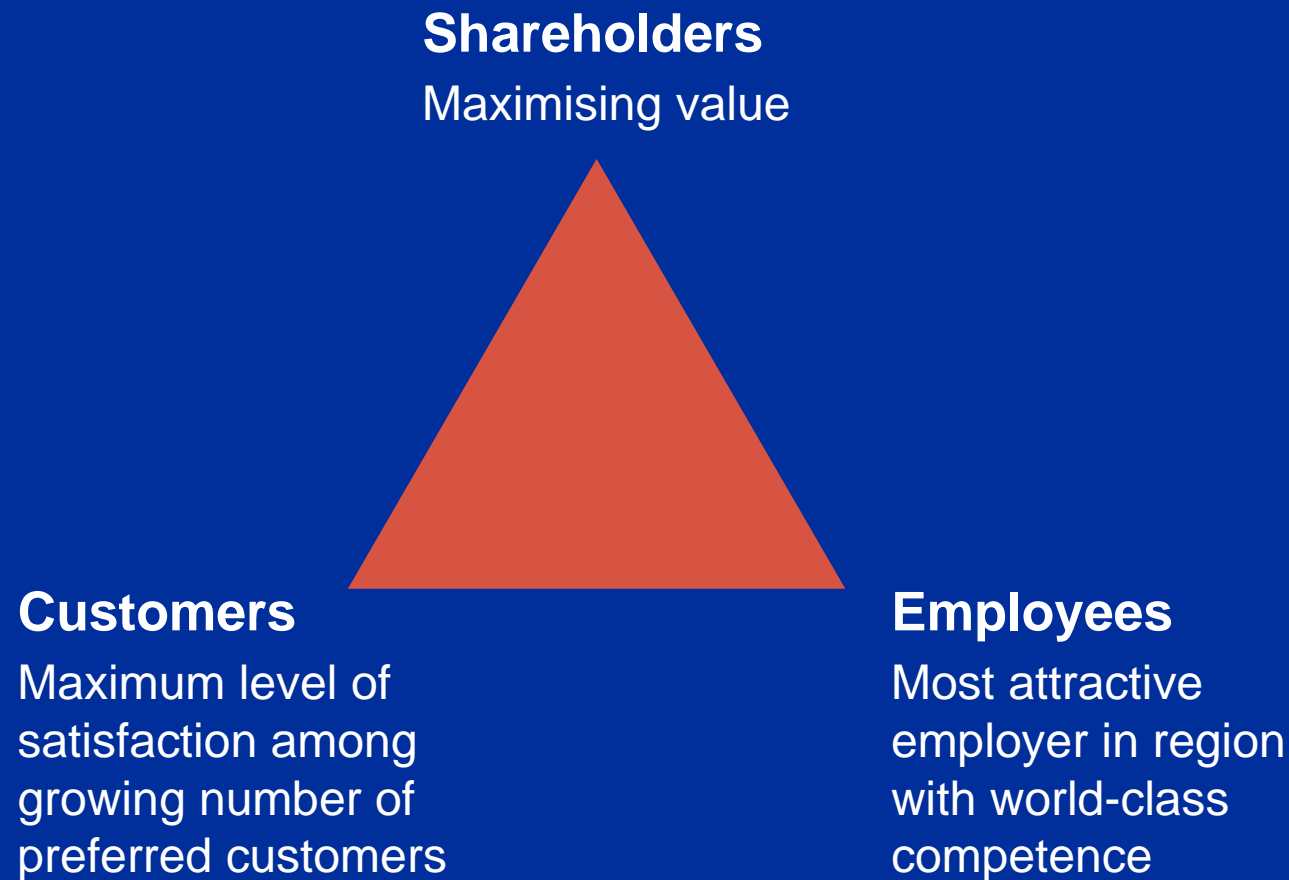 Shareholders
Maximising value
Customers
Maximum level of
satisfaction among
growing number of
preferred customers
Employees
Most attractive
employer in region
with world-class
competence